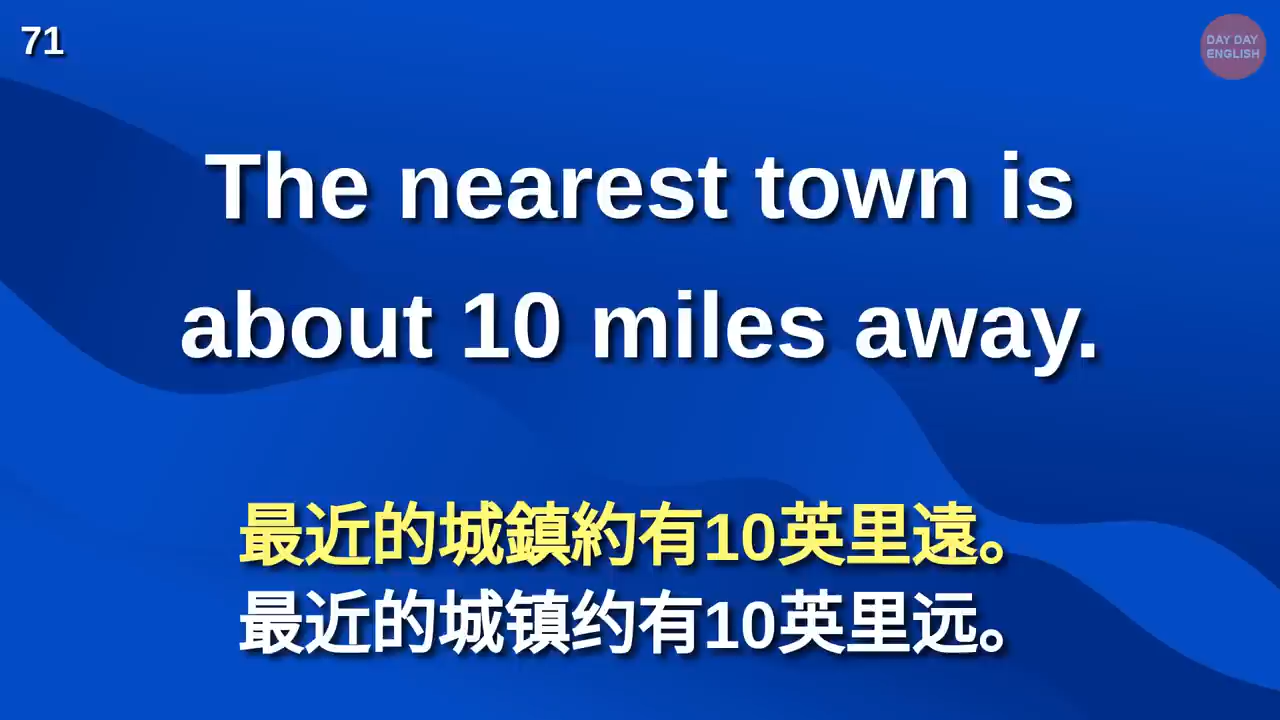 71
DAY DAY
ENGLISH
The nearest town is
about 10 miles away.
最近的城鎮約有10英里遠。
最近的城镇约有10英里远。